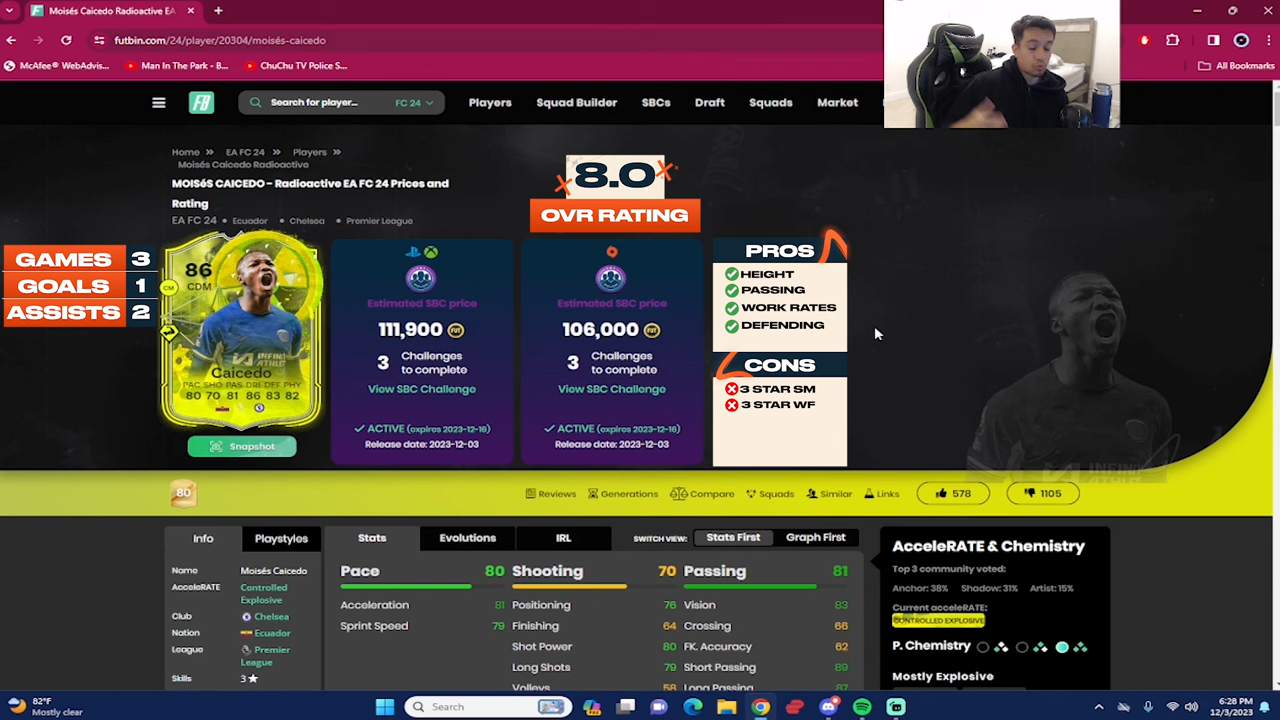 Moisés Caicedo Radioactive EA F
futbin.com/24/player/20304/moisés-caicedo
McAfee® WebAdvis...
Man In The Park - B...
ChuChu TV Police S...
All Bookmarks
Search for player...
FC 24
Players
Squad Builder
SBCs
Draft
Squads
Market
Home » EA FC 24 » Players »
Moisés Caicedo Radioactive
MOISéS CAICEDO - Radioactive EA FC 24 Prices and
Rating
EA FC 24 • Ecuador • Chelsea • Premier League
8.0
OVR RATING
GAMES 3
GOALS 1
ASSISTS 2
86
CDM
CM
INFINIT
ATHLET
Caicedo
PAC SHO PAS DRI DEF PHY
80 70 81 86 83 82
Snapshot
Estimated SBC price
111,900 FUT
3 Challenges
to complete
View SBC Challenge
ACTIVE (expires 2023-12-16)
Release date: 2023-12-03
Estimated SBC price
106,000 FUT
3 Challenges
to complete
View SBC Challenge
ACTIVE (expires 2023-12-16)
Release date: 2023-12-03
PROS
HEIGHT
PASSING
WORK RATES
DEFENDING
CONS
3 STAR SM
3 STAR WF
80
Reviews
Generations
Compare
Squads
Similar
Links
578
1105
Info
Playstyles
Name Moisés Caicedo
AcceleRATE Controlled
Explosive
Club Chelsea
Nation Ecuador
League Premier
League
Skills 3★
Stats
Evolutions
IRL
SWITCH VIEW:
Stats First
Graph First
Pace 80
Acceleration 81
Sprint Speed 79
Shooting 70
Positioning 76
Finishing 64
Shot Power 80
Long Shots 79
Volleys 58
Passing 81
Vision 83
Crossing 66
FK. Accuracy 62
Short Passing 89
Long Passing 87
AcceleRATE & Chemistry
Top 3 community voted:
Anchor: 38% Shadow: 31% Artist: 15%
Current acceleRATE:
CONTROLLED EXPLOSIVE
P. Chemistry
Mostly Explosive
82°F
Mostly clear
Search
6:28 PM
12/3/2023